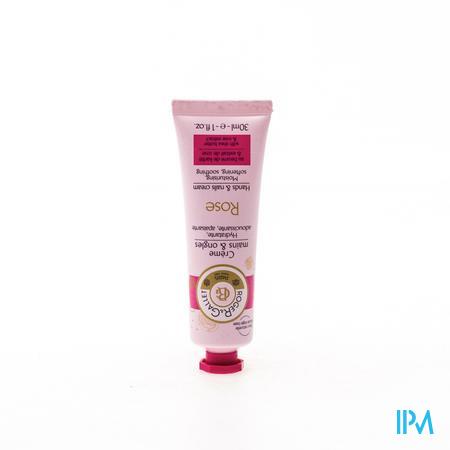 ROGER & GALLET
PARIS
Crème
mains & ongles
Hydratante,
adoucissante, apaisante
Rose
Hands & nails cream
Moisturising,
softening, soothing
au beurre de karité
& extrait de rose
with shea butter
& rose extract
30ml - e - 1 fl.oz.
IPM